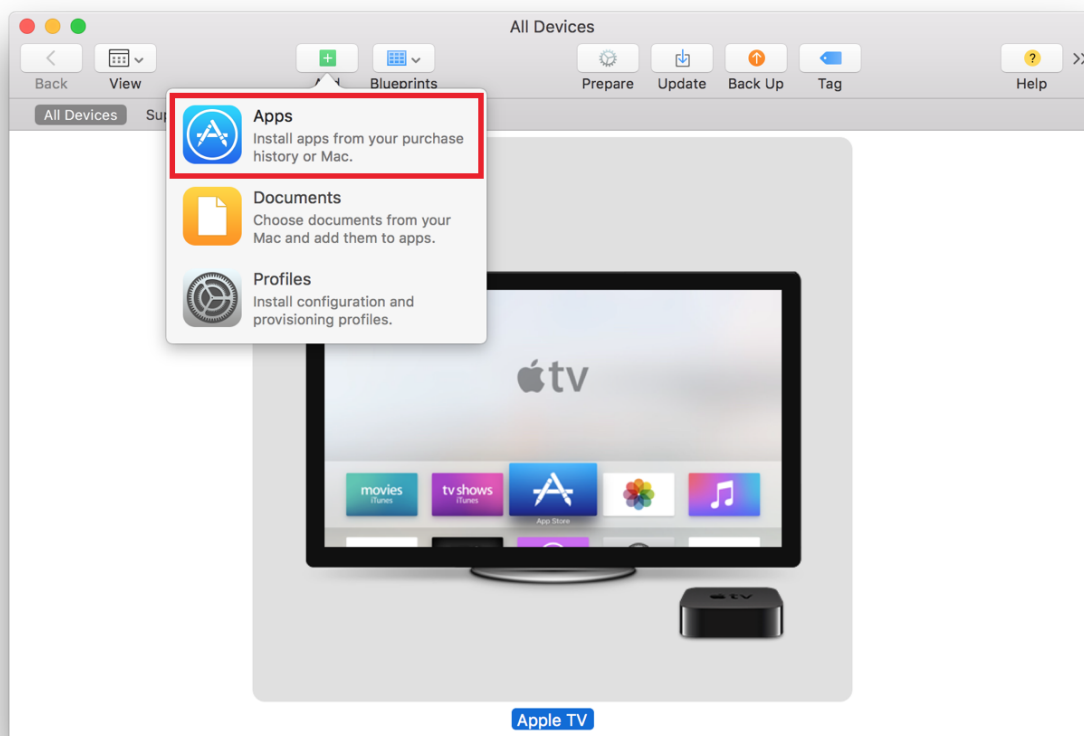 All Devices
Back
View
Blueprints
Prepare
Update
Back Up
Tag
?
Help
All Devices
Apps
Install apps from your purchase
history or Mac.
Documents
Choose documents from your
Mac and add them to apps.
Profiles
Install configuration and
provisioning profiles.
tv
movies
iTunes
tv shows
iTunes
App Store
tv
Apple TV